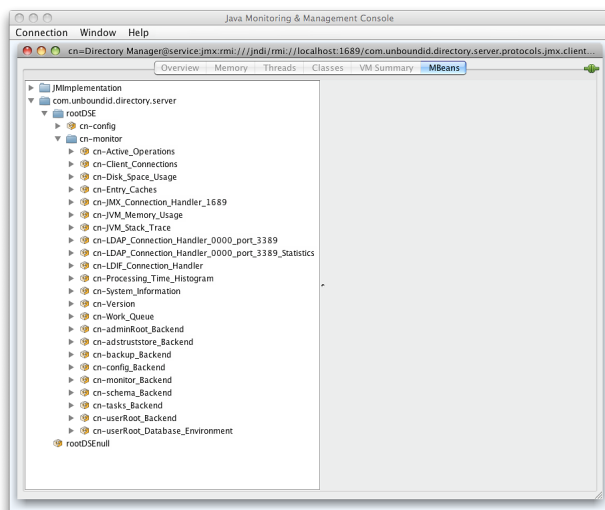 Java Monitoring & Management Console
Connection Window Help
cn=Directory Manager@service:jmx:rmi:///jndi/rmi://localhost:1689/com.unboundid.directory.server.protocols.jmx.client...
Overview Memory Threads Classes VM Summary MBeans
JMImplementation
com.unboundid.directory.server
rootDSE
cn-config
cn-monitor
cn-Active_Operations
cn-Client_Connections
cn-Disk_Space_Usage
cn-Entry_Caches
cn-JMX_Connection_Handler_1689
cn-JVM_Memory_Usage
cn-JVM_Stack_Trace
cn-LDAP_Connection_Handler_0000_port_3389
cn-LDAP_Connection_Handler_0000_port_3389_Statistics
cn-LDIF_Connection_Handler
cn-Processing_Time_Histogram
cn-System_Information
cn-Version
cn-Work_Queue
cn-adminRoot_Backend
cn-adstruststore_Backend
cn-backup_Backend
cn-config_Backend
cn-monitor_Backend
cn-schema_Backend
cn-tasks_Backend
cn-userRoot_Backend
cn-userRoot_Database_Environment
rootDSEnull